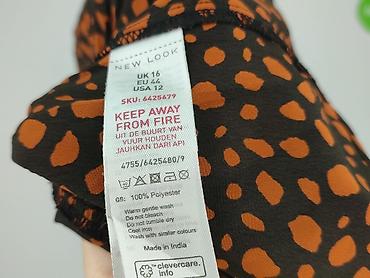 NEW LOOK
UK 16
EU 44
USA 12
SKU: 6425679
KEEP AWAY
FROM FIRE
UIT DE BUURT VAN
VUUR HOUDEN
JAUHKAN DARI API
4755/6425480/9
GB: 100% Polyester
Warm gentle wash
Do not bleach
Do not tumble dry
Cool iron
Wash with similar colours
Made in India
clevercare.
info